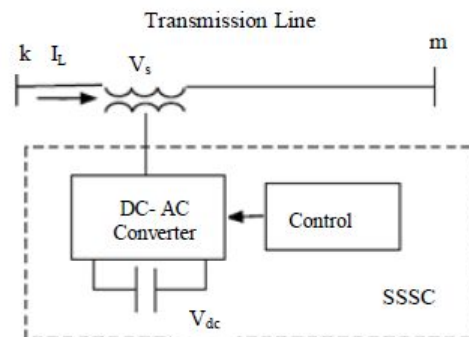 Transmission Line
k I_L V_s m
DC- AC
Converter
Control
V_dc
SSSC